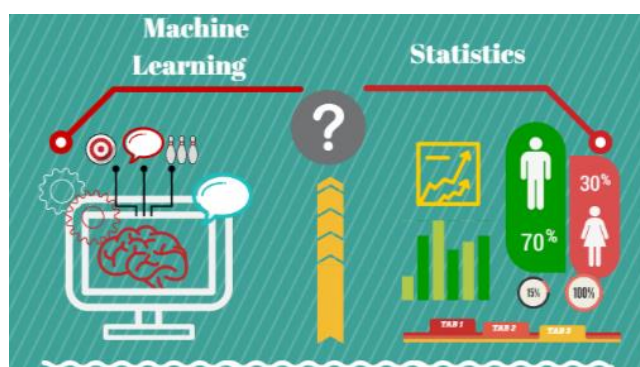 Machine
Learning
Statistics
?
30%
70%
15%
100%
TAB 1
TAB 2
TAB 3